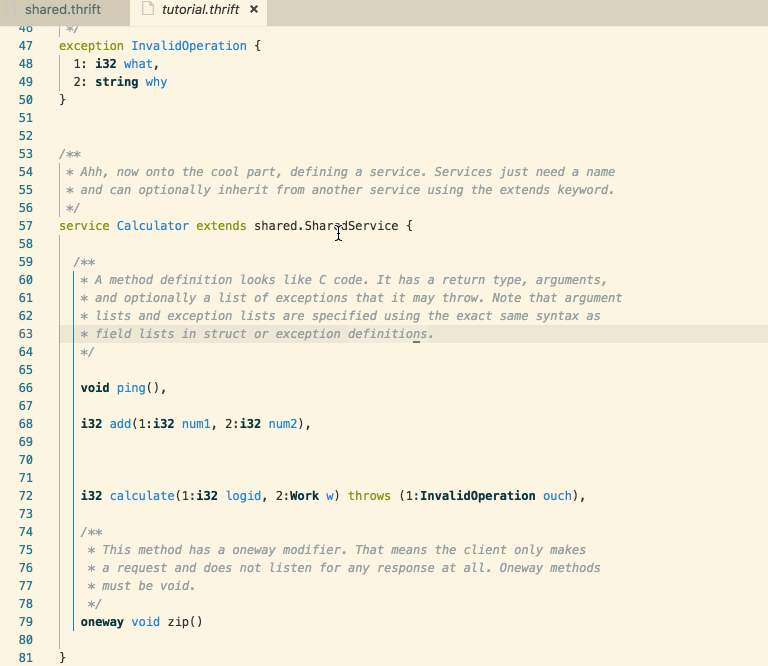 shared.thrift
tutorial.thrift ×
46 */
47 exception InvalidOperation {
48 1: i32 what,
49 2: string why
50 }
51
52
53 /**
54 * Ahh, now onto the cool part, defining a service. Services just need a name
55 * and can optionally inherit from another service using the extends keyword.
56 */
57 service Calculator extends shared.SharedService {
58
59 /**
60 * A method definition looks like C code. It has a return type, arguments,
61 * and optionally a list of exceptions that it may throw. Note that argument
62 * lists and exception lists are specified using the exact same syntax as
63 * field lists in struct or exception definitions.
64 */
65
66 void ping(),
67
68 i32 add(1:i32 num1, 2:i32 num2),
69
70
71
72 i32 calculate(1:i32 logid, 2:Work w) throws (1:InvalidOperation ouch),
73
74 /**
75 * This method has a oneway modifier. That means the client only makes
76 * a request and does not listen for any response at all. Oneway methods
77 * must be void.
78 */
79 oneway void zip()
80
81 }